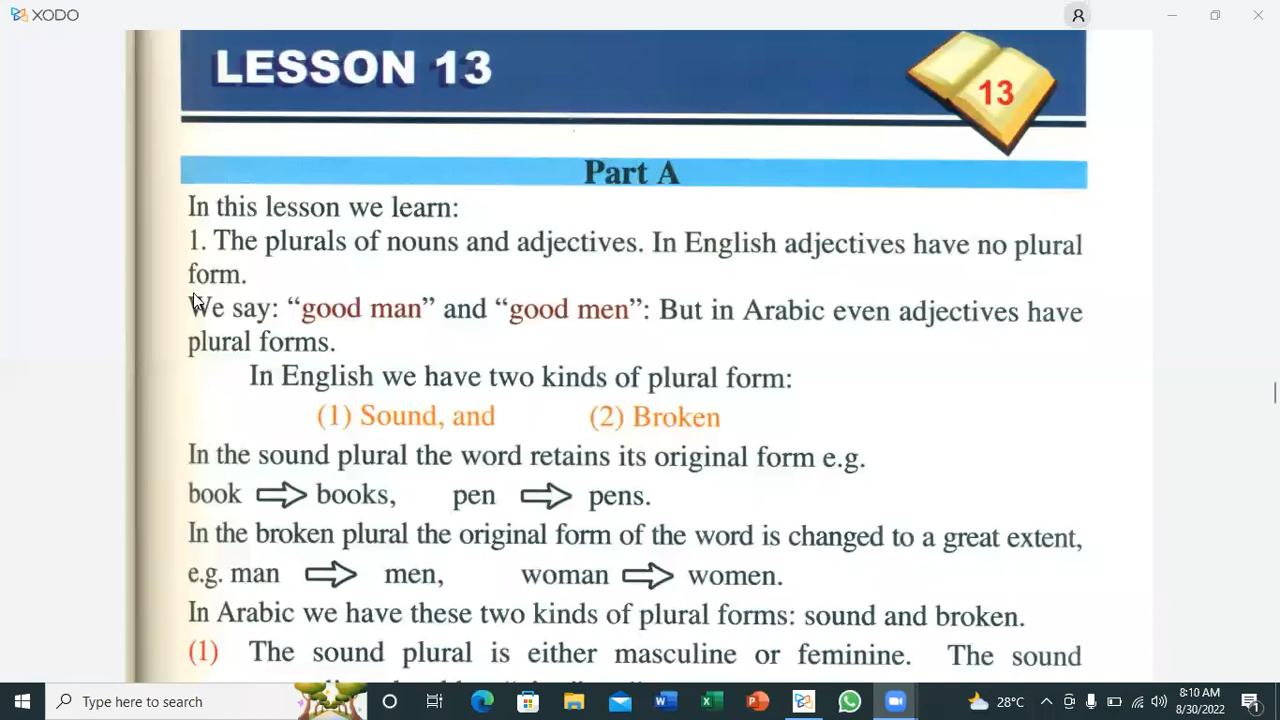 XODO
LESSON 13
13
Part A
In this lesson we learn:
1. The plurals of nouns and adjectives. In English adjectives have no plural
form.
We say: “good man” and “good men”: But in Arabic even adjectives have
plural forms.
In English we have two kinds of plural form:
(1) Sound, and (2) Broken
In the sound plural the word retains its original form e.g.
book ⇨ books, pen ⇨ pens.
In the broken plural the original form of the word is changed to a great extent,
e.g. man ⇨ men, woman ⇨ women.
In Arabic we have these two kinds of plural forms: sound and broken.
(1) The sound plural is either masculine or feminine. The sound
Type here to search
28°C
8:10 AM
8/30/2022
1